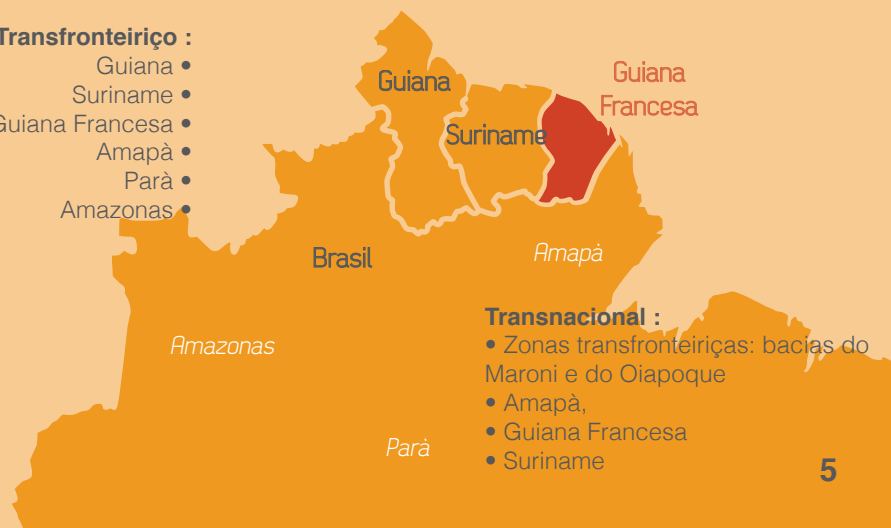 Transfronteiriço :
Guiana •
Suriname •
Guiana Francesa •
Amapà •
Parà •
Amazonas •
Guiana
Suriname
Guiana
Francesa
Brasil
Amapà
Amazonas
Parà
Transnacional :
• Zonas transfronteiriças: bacias do
Maroni e do Oiapoque
• Amapà,
• Guiana Francesa
• Suriname
5